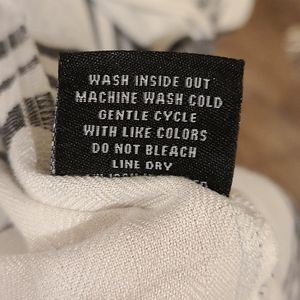 WASH INSIDE OUT
MACHINE WASH COLD
GENTLE CYCLE
WITH LIKE COLORS
DO NOT BLEACH
LINE DRY